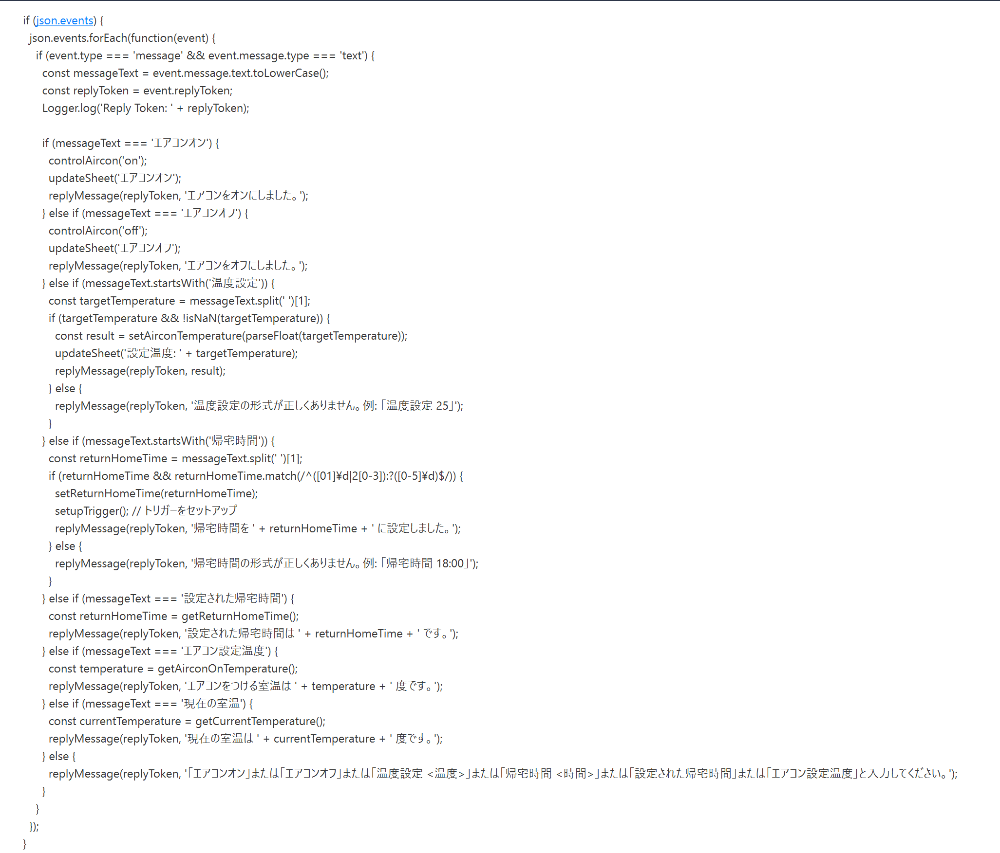 if (json.events) {
json.events.forEach(function(event) {
if (event.type === 'message' && event.message.type === 'text') {
const messageText = event.message.text.toLowerCase();
const replyToken = event.replyToken;
Logger.log('Reply Token: ' + replyToken);
if (messageText === 'エアコンオン') {
controlAircon('on');
updateSheet('エアコンオン');
replyMessage(replyToken, 'エアコンをオンにしました。');
} else if (messageText === 'エアコンオフ') {
controlAircon('off');
updateSheet('エアコンオフ');
replyMessage(replyToken, 'エアコンをオフにしました。');
} else if (messageText.startsWith('温度設定')) {
const targetTemperature = messageText.split(' ')[1];
if (targetTemperature && !isNaN(targetTemperature)) {
const result = setAirconTemperature(parseFloat(targetTemperature));
updateSheet('設定温度: ' + targetTemperature);
replyMessage(replyToken, result);
} else {
replyMessage(replyToken, '温度設定の形式が正しくありません。例: 「温度設定 25」');
}
} else if (messageText.startsWith('帰宅時間')) {
const returnHomeTime = messageText.split(' ')[1];
if (returnHomeTime && returnHomeTime.match(/^([01]¥d|2[0-3]):?([0-5]¥d)$/)) {
setReturnHomeTime(returnHomeTime);
setupTrigger(); // トリガーをセットアップ
replyMessage(replyToken, '帰宅時間を ' + returnHomeTime + ' に設定しました。');
} else {
replyMessage(replyToken, '帰宅時間の形式が正しくありません。例: 「帰宅時間 18:00」');
}
} else if (messageText === '設定された帰宅時間') {
const returnHomeTime = getReturnHomeTime();
replyMessage(replyToken, '設定された帰宅時間は ' + returnHomeTime + ' です。');
} else if (messageText === 'エアコン設定温度') {
const temperature = getAirconOnTemperature();
replyMessage(replyToken, 'エアコンをつける室温は ' + temperature + ' 度です。');
} else if (messageText === '現在の室温') {
const currentTemperature = getCurrentTemperature();
replyMessage(replyToken, '現在の室温は ' + currentTemperature + ' 度です。');
} else {
replyMessage(replyToken, '「エアコンオン」または「エアコンオフ」または「温度設定 <温度>」または「帰宅時間 <時間>」または「設定された帰宅時間」または「エアコン設定温度」と入力してください。');
}
}
});
}